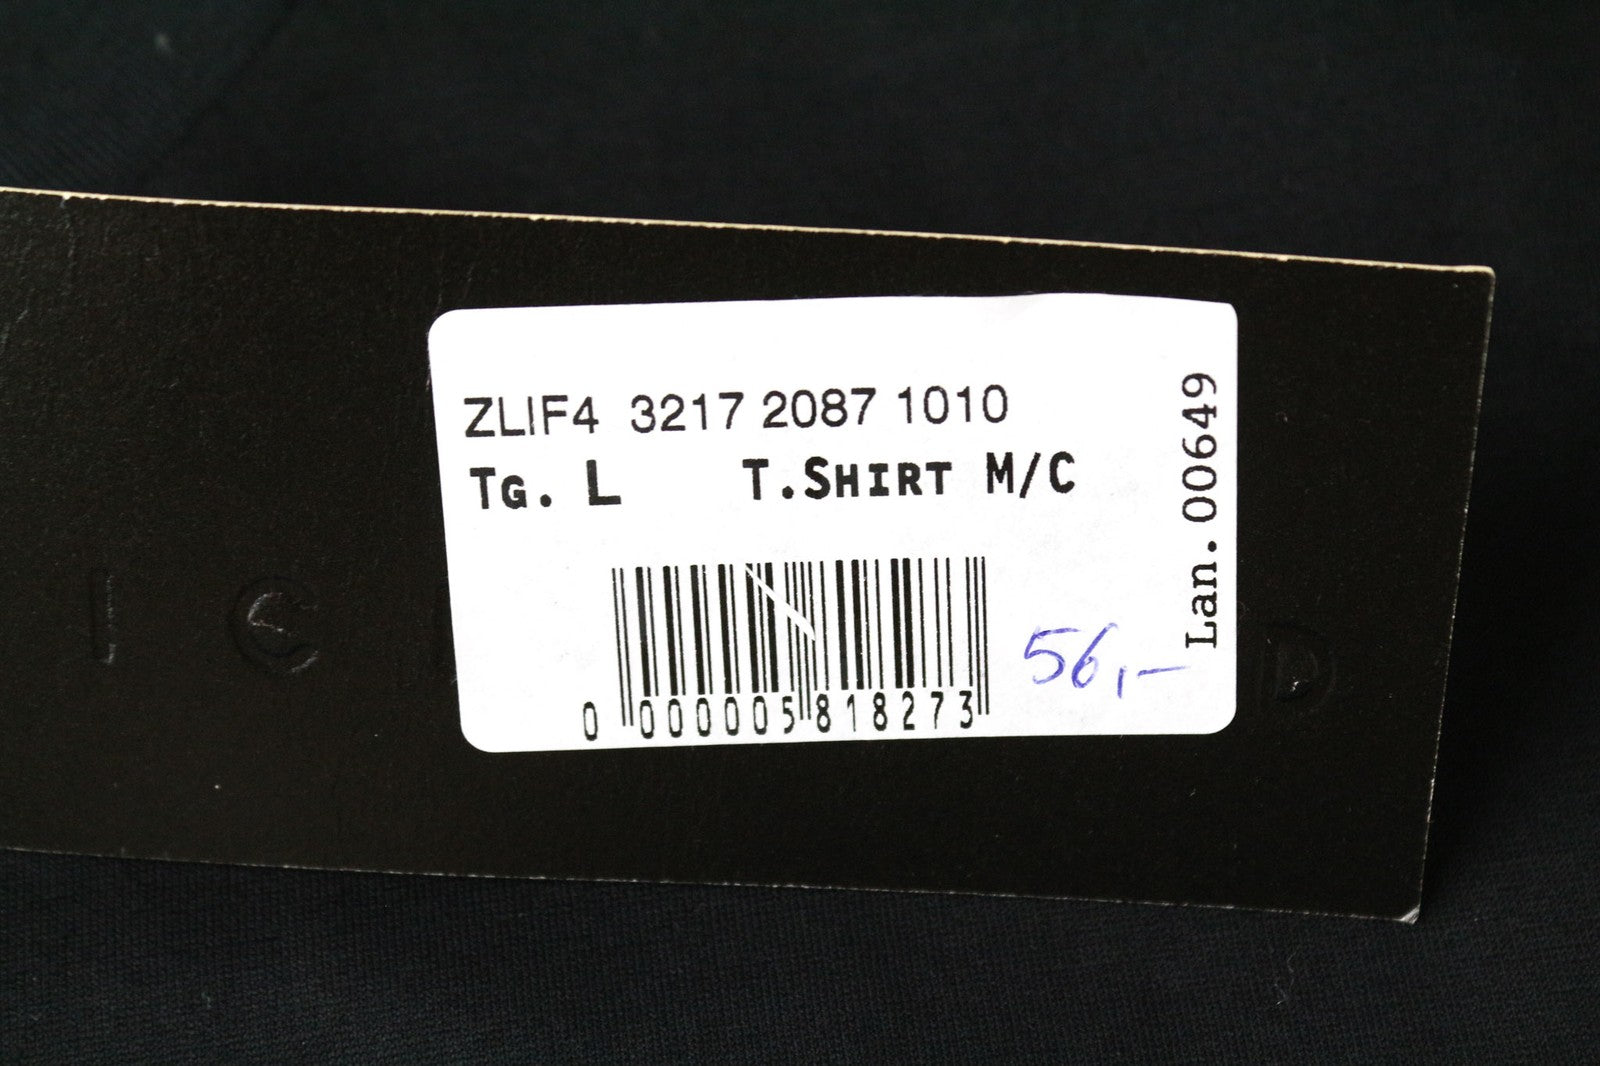 ZLIF4 3217 2087 1010
TG. L T.SHIRT M/C
0 000005 818273
56,-
Lan. 00649